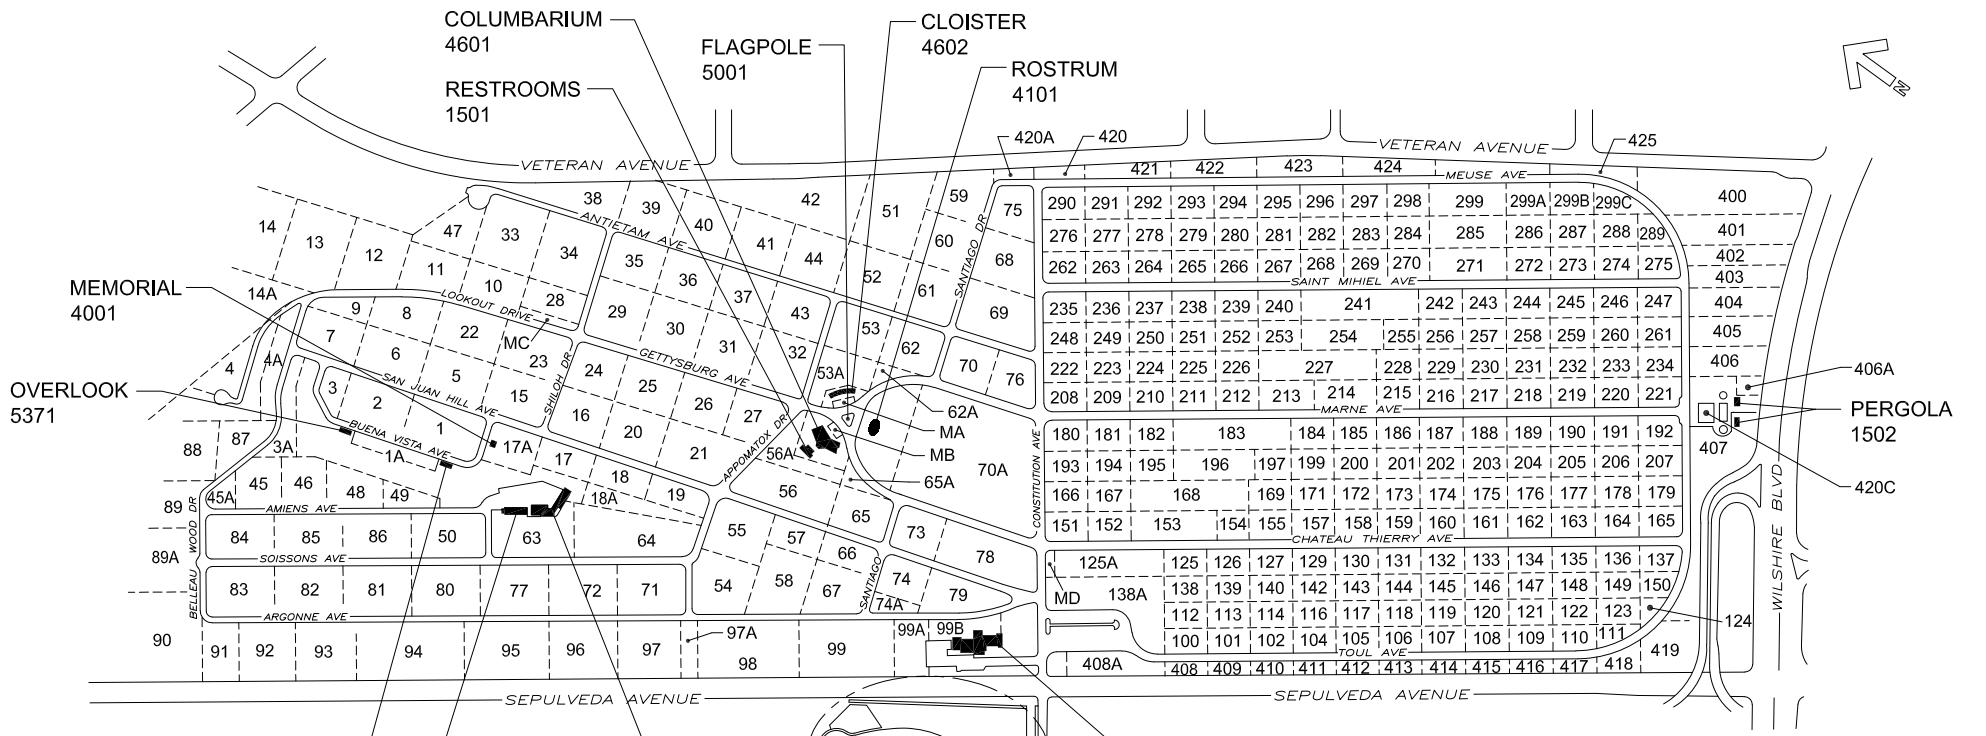 COLUMBARIUM
4601
FLAGPOLE
5001
CLOISTER
4602
RESTROOMS
1501
ROSTRUM
4101
N
MEMORIAL
4001
OVERLOOK
5371
PERGOLA
1502
VETERAN AVENUE
VETERAN AVENUE
420A
420
425
421 422 423 424
MEUSE AVE
38 39 40 42 51 59
ANTIETAM AVE
SANTIAGO DR
75
14 13 12 47 33 34 41 44 52 60 68
14A 11 10 28 35 36 37 43 61 69
LOOKOUT DRIVE
MC
9 8 22 23 29 30 31 32 53 62 70 76
7 6 5 15
SHILOH DR
GETTYSBURG AVE
4 4A 3 2 1
SAN JUAN HILL AVE
24 25 26 27 53A
16 20 21
BUENA VISTA AVE
APPOMATOX DR
62A
MA
MB
65A
70A
88 87 3A 1A 17A 17 18 18A 19 56A 56 65
89 45A 45 46 48 49
AMIENS AVE
WOOD DR
84 85 86 50 63 64 55 57 66 73 78
89A
SOISSONS AVE
83 82 81 80 77 72 71 54 58 67 74 79
BELLEAU
SANTIAGO
74A
ARGONNE AVE
90 91 92 93 94 95 96 97 97A 98 99 99A 99B
290 291 292 293 294 295 296 297 298 299 299A 299B 299C 400
276 277 278 279 280 281 282 283 284 285 286 287 288 289 401
262 263 264 265 266 267 268 269 270 271 272 273 274 275 402
403
SAINT MIHIEL AVE
235 236 237 238 239 240 241 242 243 244 245 246 247 404
248 249 250 251 252 253 254 255 256 257 258 259 260 261 405
222 223 224 225 226 227 228 229 230 231 232 233 234 406
406A
208 209 210 211 212 213 214 215 216 217 218 219 220 221
MARNE AVE
CONSTITUTION AVE
180 181 182 183 184 185 186 187 188 189 190 191 192 407
193 194 195 196 197 199 200 201 202 203 204 205 206 207
420C
166 167 168 169 171 172 173 174 175 176 177 178 179
151 152 153 154 155 157 158 159 160 161 162 163 164 165
CHATEAU THIERRY AVE
WILSHIRE BLVD
125A 125 126 127 129 130 131 132 133 134 135 136 137
MD
138A 138 139 140 142 143 144 145 146 147 148 149 150
112 113 114 116 117 118 119 120 121 122 123
124
100 101 102 104 105 106 107 108 109 110 111
TOUL AVE
408A 408 409 410 411 412 413 414 415 416 417 418 419
SEPULVEDA AVENUE
SEPULVEDA AVENUE